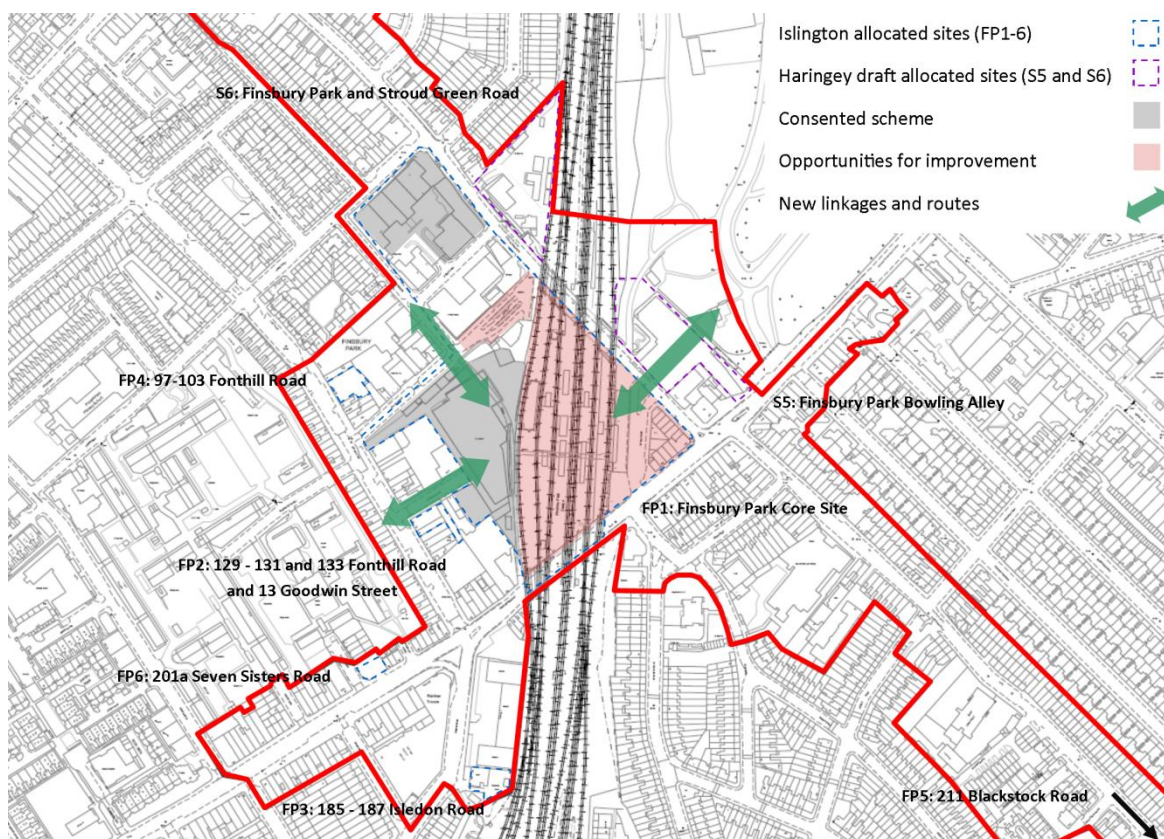 Islington allocated sites (FP1-6)
Haringey draft allocated sites (S5 and S6)
Consented scheme
Opportunities for improvement
New linkages and routes
S6: Finsbury Park and Stroud Green Road
FINSBURY
PARK
FP4: 97-103 Fonthill Road
S5: Finsbury Park Bowling Alley
FP1: Finsbury Park Core Site
FP2: 129 - 131 and 133 Fonthill Road
and 13 Goodwin Street
FP6: 201a Seven Sisters Road
FP3: 185 - 187 Isledon Road
FP5: 211 Blackstock Road